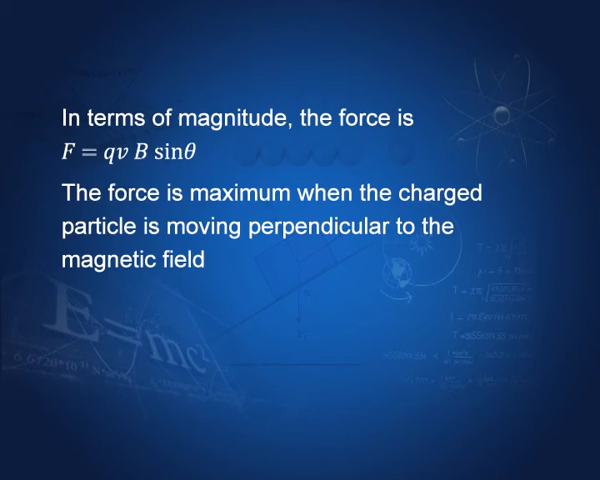 In terms of magnitude, the force is
F = qv B sinθ
The force is maximum when the charged
particle is moving perpendicular to the
magnetic field
E=mc²